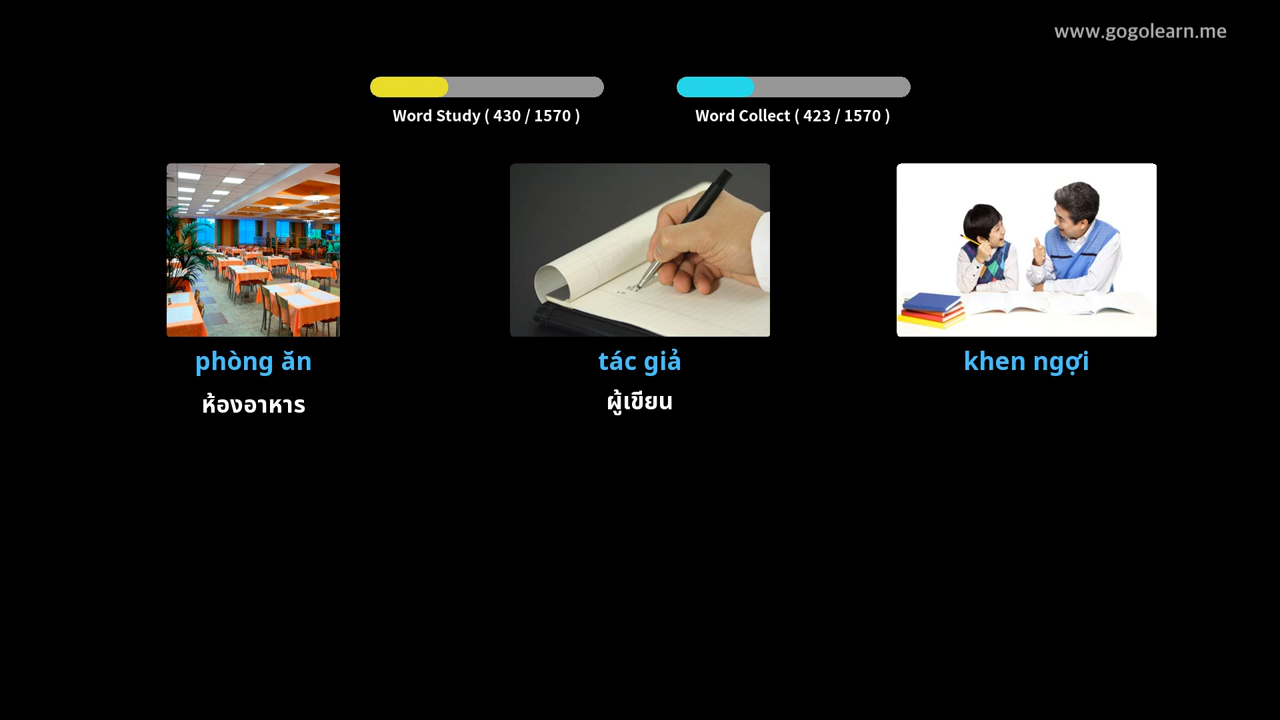 www.gogolearn.me
Word Study ( 430 / 1570 )
Word Collect ( 423 / 1570 )
phòng ăn
ห้องอาหาร
tác giả
ผู้เขียน
khen ngợi